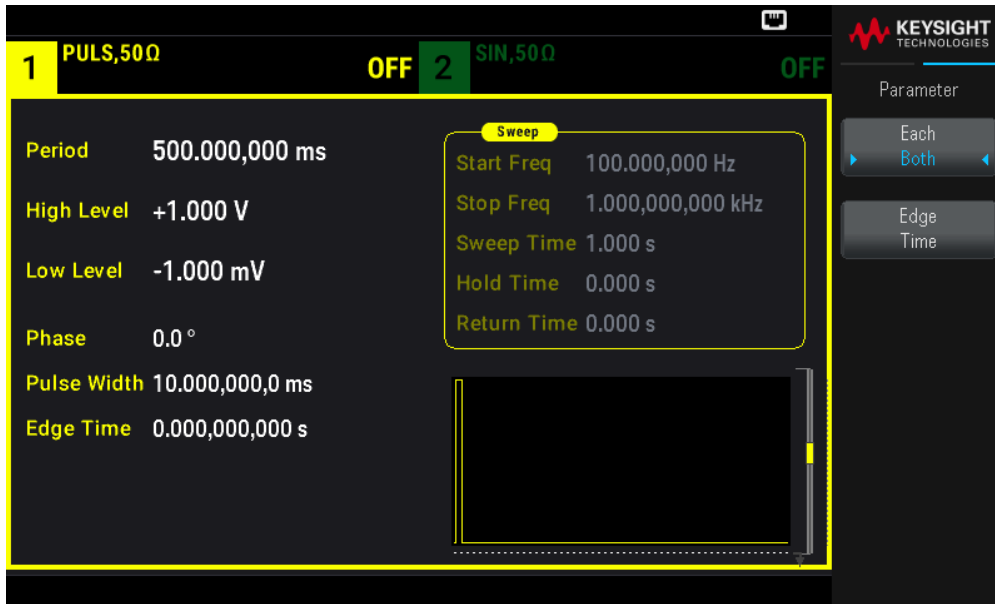 1 PULS,50Ω OFF
2 SIN,50Ω OFF
Period 500.000,000 ms
High Level +1.000 V
Low Level -1.000 mV
Phase 0.0 °
Pulse Width 10.000,000,0 ms
Edge Time 0.000,000,000 s
Sweep
Start Freq 100.000,000 Hz
Stop Freq 1.000,000,000 kHz
Sweep Time 1.000 s
Hold Time 0.000 s
Return Time 0.000 s
KEYSIGHT
TECHNOLOGIES
Parameter
Each
Both
Edge
Time